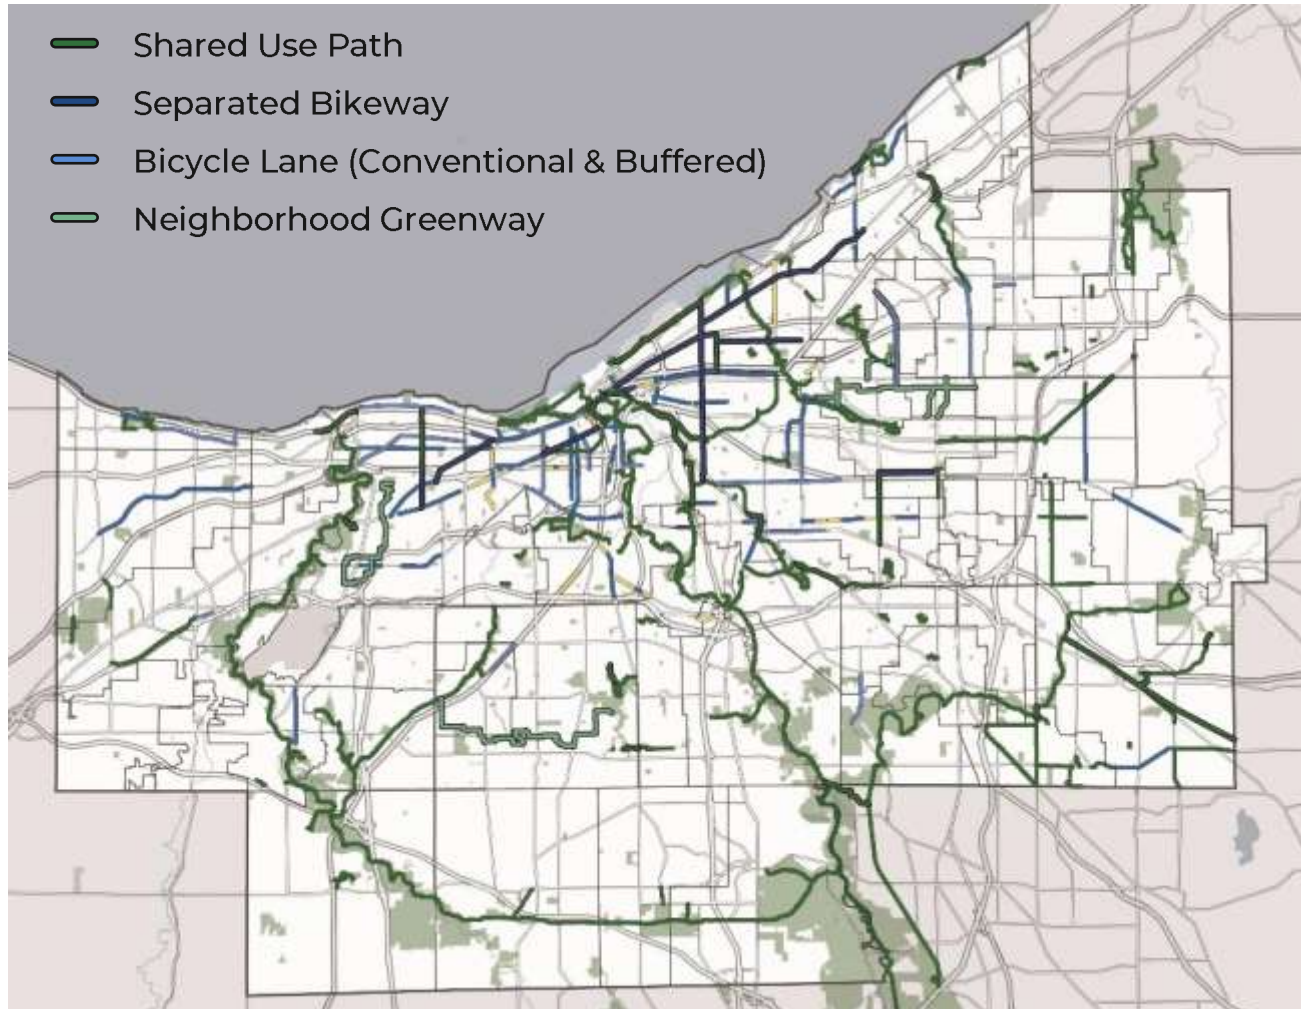 Shared Use Path
Separated Bikeway
Bicycle Lane (Conventional & Buffered)
Neighborhood Greenway